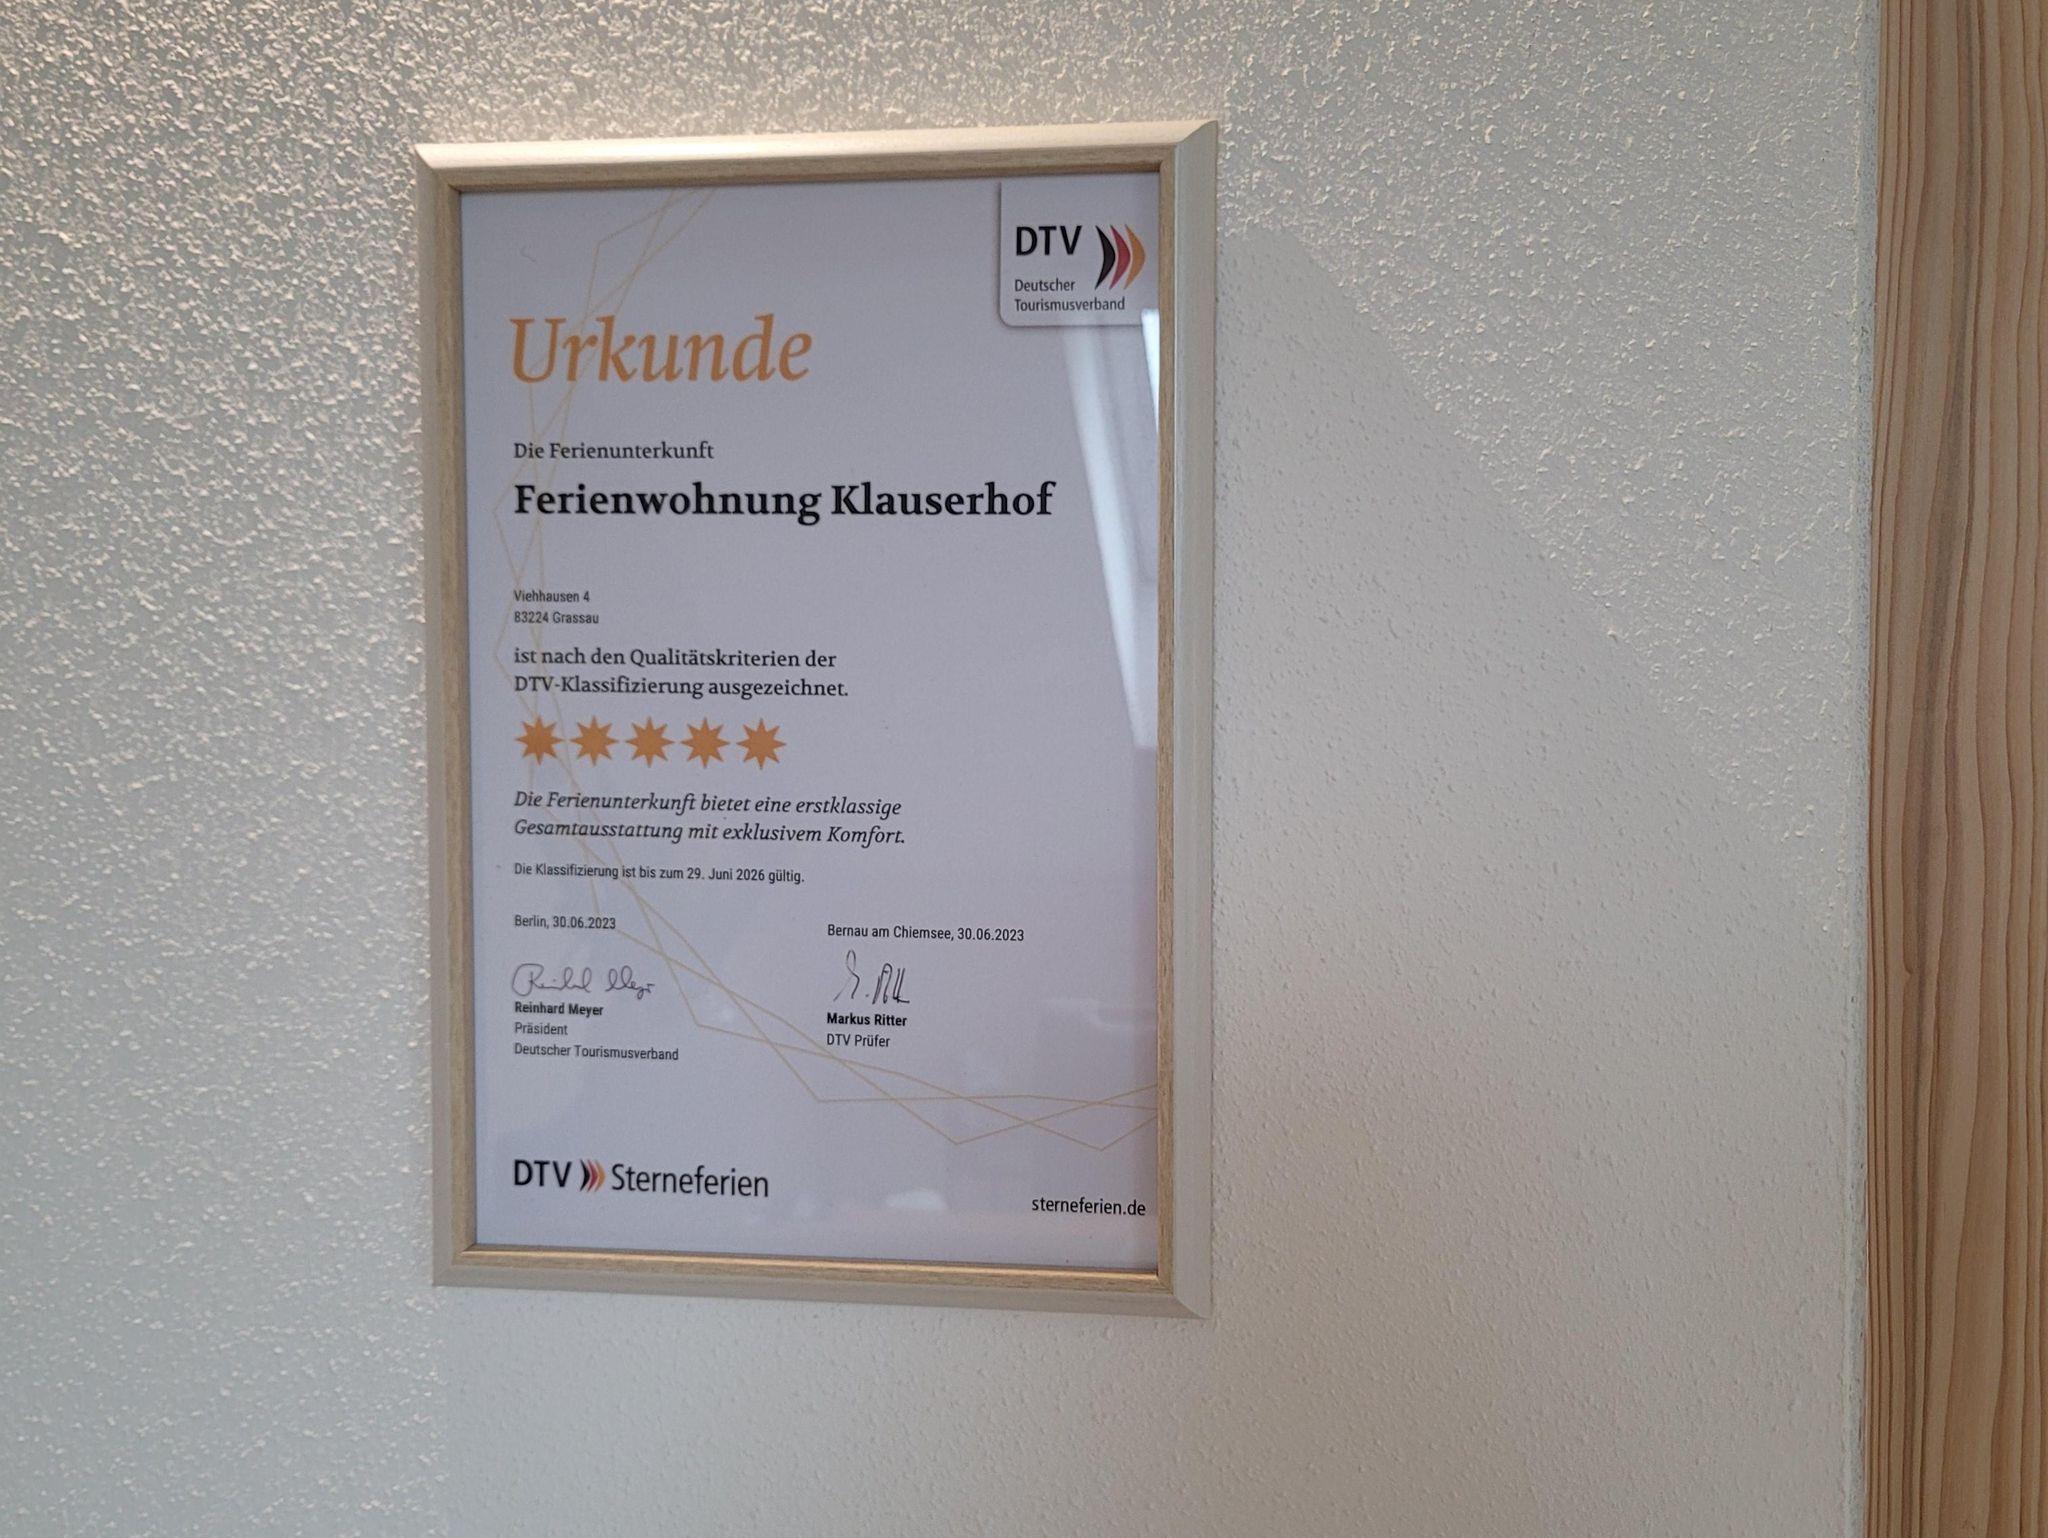 DTV
Deutscher
Tourismusverband
Urkunde
Die Ferienunterkunft
Ferienwohnung Klauserhof
Viehhausen 4
83224 Grassau
ist nach den Qualitätskriterien der
DTV-Klassifizierung ausgezeichnet.
Die Ferienunterkunft bietet eine erstklassige
Gesamtausstattung mit exklusivem Komfort.
Die Klassifizierung ist bis zum 29. Juni 2026 gültig.
Berlin, 30.06.2023
Reinhard Meyer
Präsident
Deutscher Tourismusverband
Bernau am Chiemsee, 30.06.2023
Markus Ritter
DTV Prüfer
DTV Sterneferien
sterneferien.de